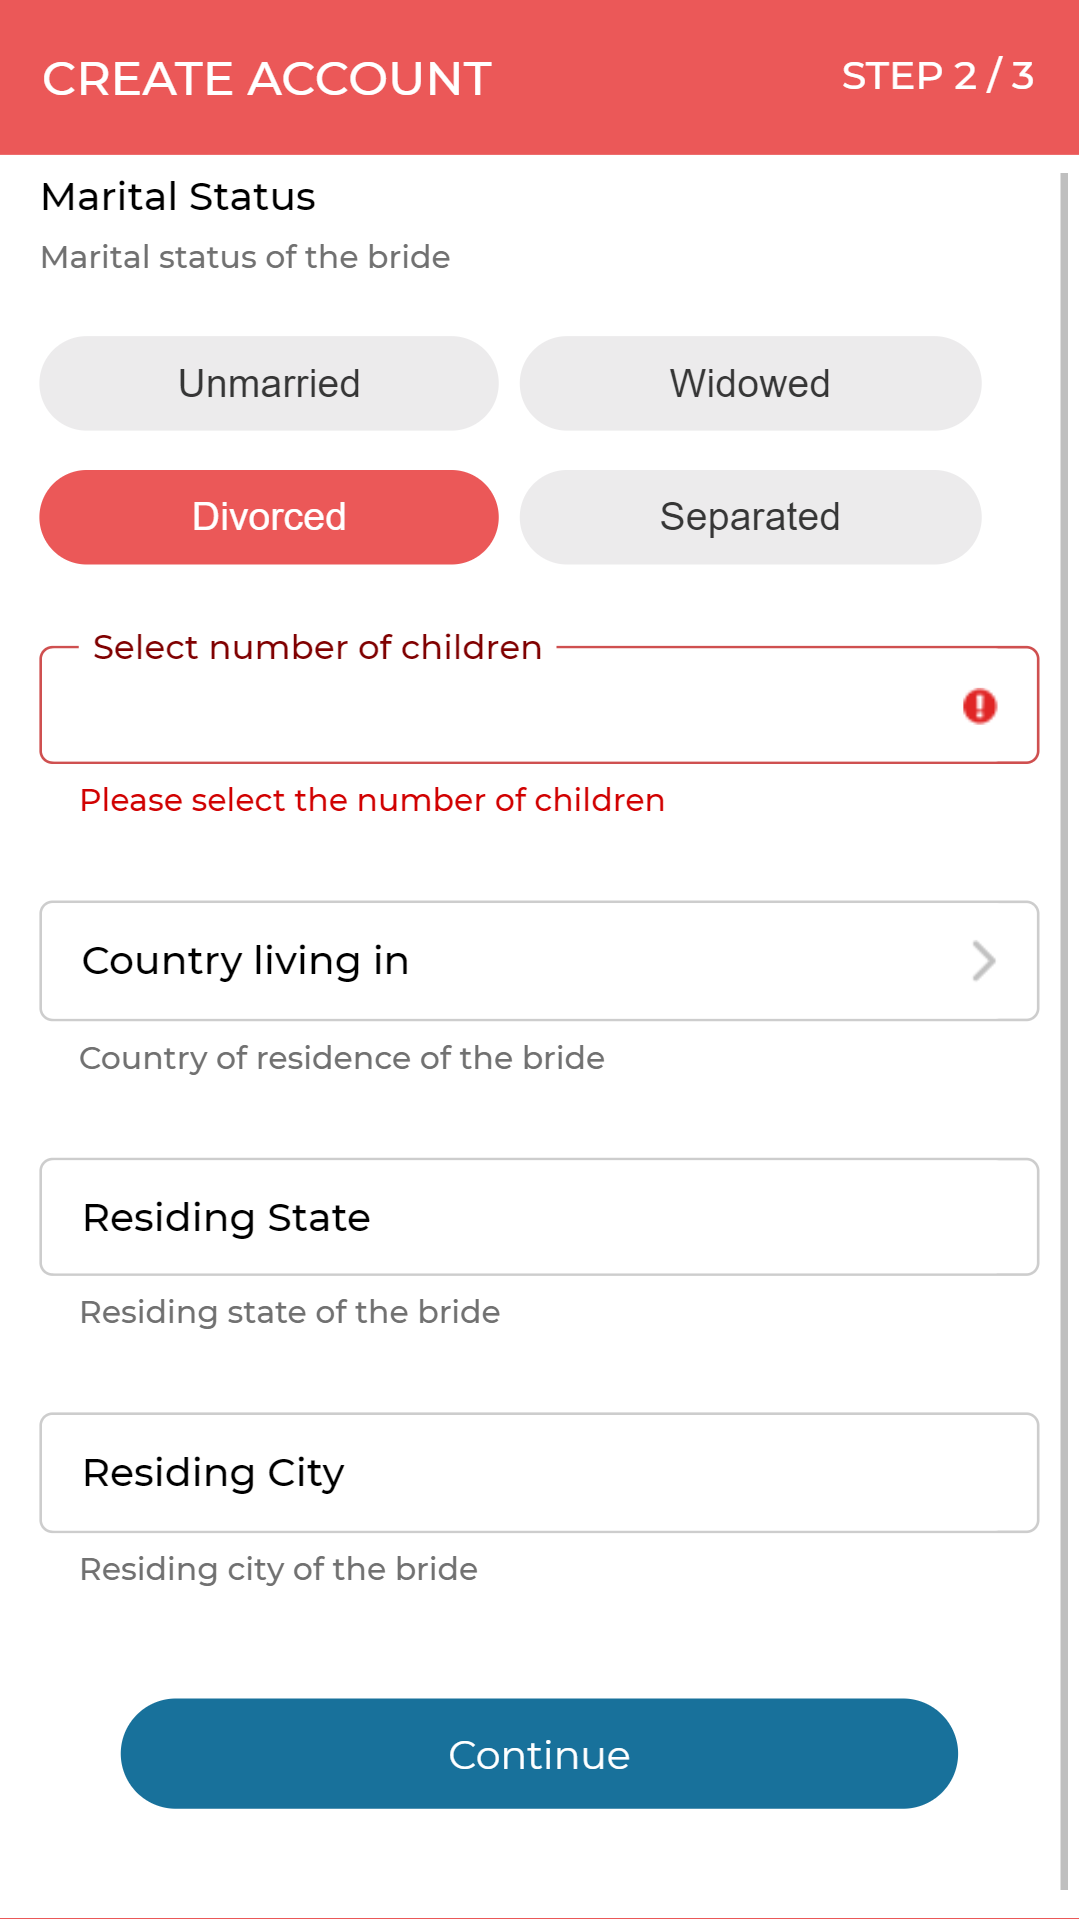 CREATE ACCOUNT
STEP 2 / 3
Marital Status
Marital status of the bride
Unmarried
Widowed
Divorced
Separated
Select number of children
Please select the number of children
Country living in
Country of residence of the bride
Residing State
Residing state of the bride
Residing City
Residing city of the bride
Continue